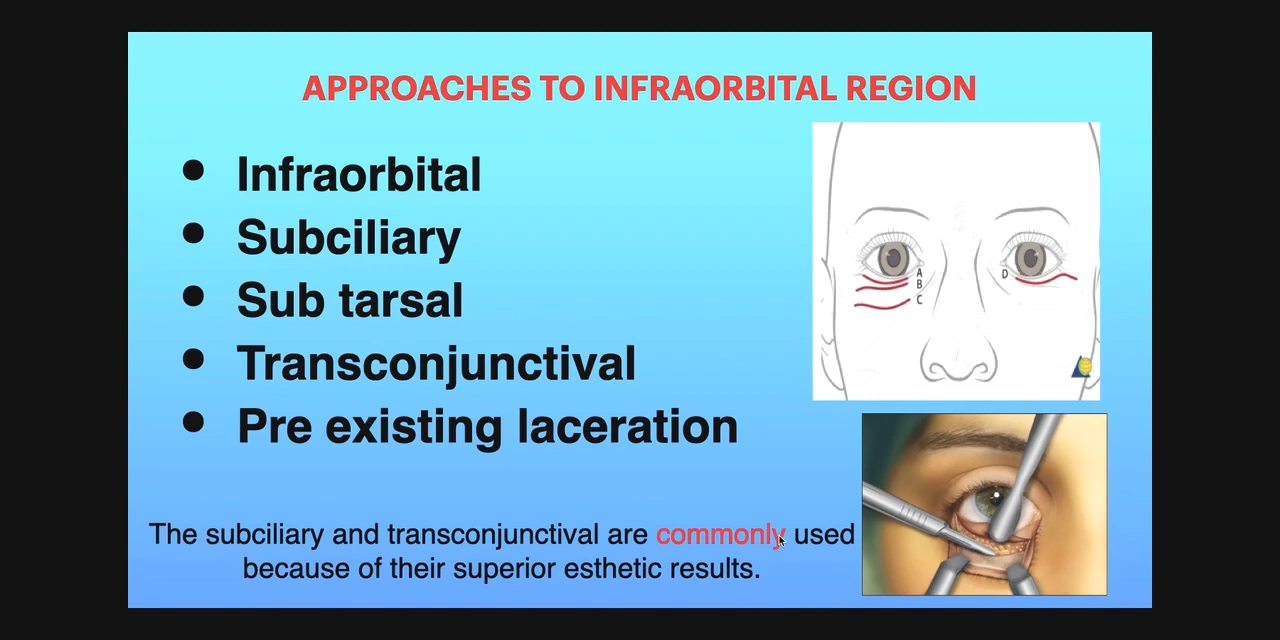 APPROACHES TO INFRAORBITAL REGION
• Infraorbital
• Subciliary
• Sub tarsal
• Transconjunctival
• Pre existing laceration
A
B
C
D
The subciliary and transconjunctival are commonly used
because of their superior esthetic results.